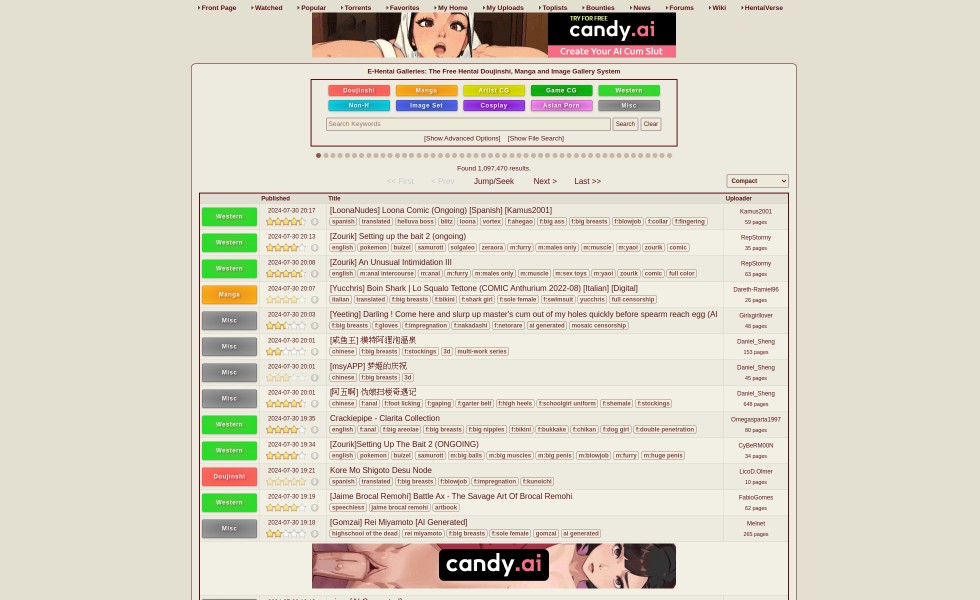 Front Page Watched Popular Torrents Favorites My Home My Uploads Toplists Bounties News Forums Wiki HentaiVerse
TRY FOR FREE
candy.ai
Create Your AI Cum Slut
E-Hentai Galleries: The Free Hentai Doujinshi, Manga and Image Gallery System
Doujinshi Manga Artist CG Game CG Western
Non-H Image Set Cosplay Asian Porn Misc
Search Keywords Search Clear
[Show Advanced Options] [Show File Search]
Found 1,097,470 results.
<< First < Prev Jump/Seek Next > Last >> Compact
Published Title Uploader
Western 2024-07-30 20:17 [LoonaNudes] Loona Comic (Ongoing) [Spanish] [Kamus2001] Kamus2001
spanish translated helluva boss blitz loona vortex f:ahegao f:big ass f:big breasts f:blowjob f:collar f:fingering 59 pages
Western 2024-07-30 20:13 [Zourik] Setting up the bait 2 (ongoing) RepStormy
english pokemon buizel samurott solgaleo zeraora m:furry m:males only m:muscle m:yaoi zourik comic 35 pages
Western 2024-07-30 20:08 [Zourik] An Unusual Intimidation III RepStormy
english m:anal intercourse m:anal m:furry m:males only m:muscle m:sex toys m:yaoi zourik comic full color 63 pages
Manga 2024-07-30 20:07 [Yucchris] Boin Shark | Lo Squalo Tettone (COMIC Anthurium 2022-08) [Italian] [Digital] Dareth-Ramiel96
italian translated f:big breasts f:bikini f:shark girl f:sole female f:swimsuit yucchris full censorship 26 pages
Misc 2024-07-30 20:03 [Yeeting] Darling ! Come here and slurp up master's cum out of my holes quickly before spearm reach egg (AI Girlxgirllover
f:big breasts f:gloves f:impregnation f:nakadashi f:netorare ai generated mosaic censorship 48 pages
Misc 2024-07-30 20:01 [咸鱼王] 模特阿狸泡温泉 Daniel_Sheng
chinese f:big breasts f:stockings 3d multi-work series 153 pages
Misc 2024-07-30 20:01 [msyAPP] 梦姬的庆祝 Daniel_Sheng
chinese f:big breasts 3d 45 pages
Misc 2024-07-30 20:01 [阿五啊] 伪娘扫楼奇遇记 Daniel_Sheng
chinese f:anal f:foot licking f:gaping f:garter belt f:high heels f:schoolgirl uniform f:shemale f:stockings 648 pages
Western 2024-07-30 19:35 Crackiepipe - Clarita Collection Omegasparta1997
english f:anal f:big areolae f:big breasts f:big nipples f:bikini f:bukkake f:chikan f:dog girl f:double penetration 80 pages
Western 2024-07-30 19:34 [Zourik]Setting Up The Bait 2 (ONGOING) CyBeRM00N
english pokemon buizel samurott m:big balls m:big muscles m:big penis m:blowjob m:furry m:huge penis 34 pages
Doujinshi 2024-07-30 19:21 Kore Mo Shigoto Desu Node LicoD.Olmer
spanish translated f:big breasts f:blowjob f:impregnation f:kunoichi 10 pages
Western 2024-07-30 19:19 [Jaime Brocal Remohi] Battle Ax - The Savage Art Of Brocal Remohi FabioGomes
speechless jaime brocal remohi artbook 62 pages
Misc 2024-07-30 19:18 [Gomzai] Rei Miyamoto [AI Generated] Melnet
highschool of the dead rei miyamoto f:big breasts f:sole female gomzai ai generated 265 pages
candy.ai